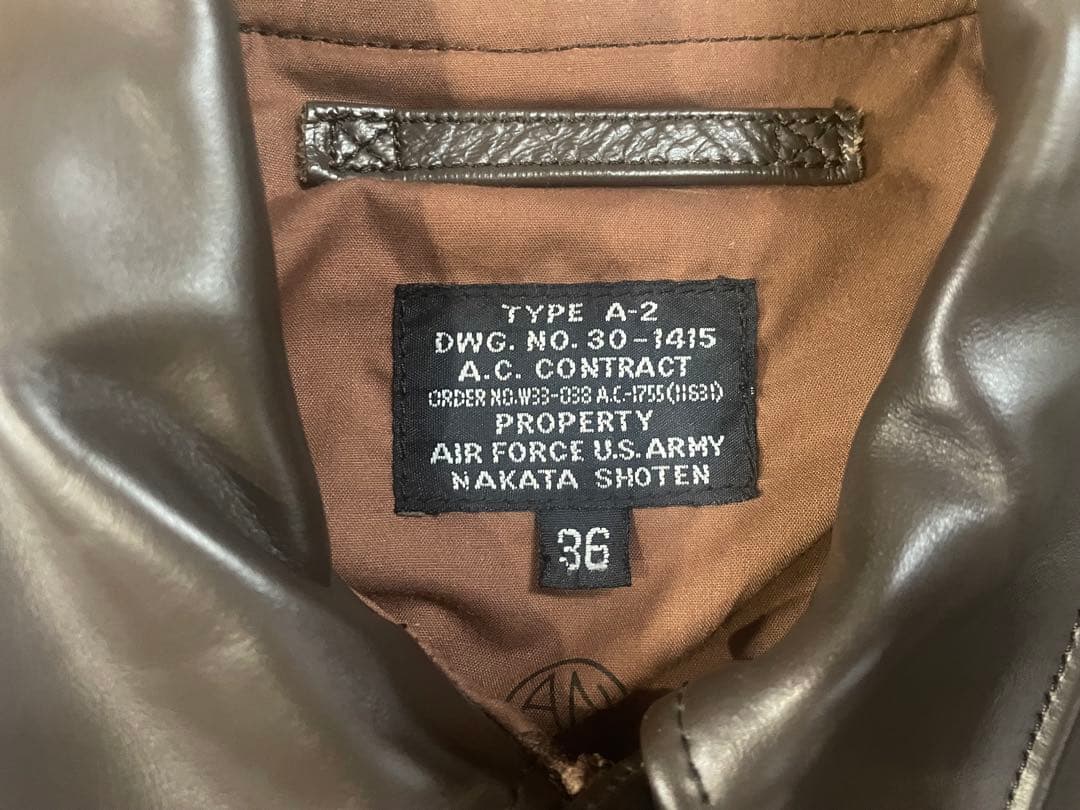 TYPE A-2
DWG. NO. 30-1415
A.C. CONTRACT
ORDER NO.W33-038 A.C.-1755(11631)
PROPERTY
AIR FORCE U.S. ARMY
NAKATA SHOTEN
36
AN